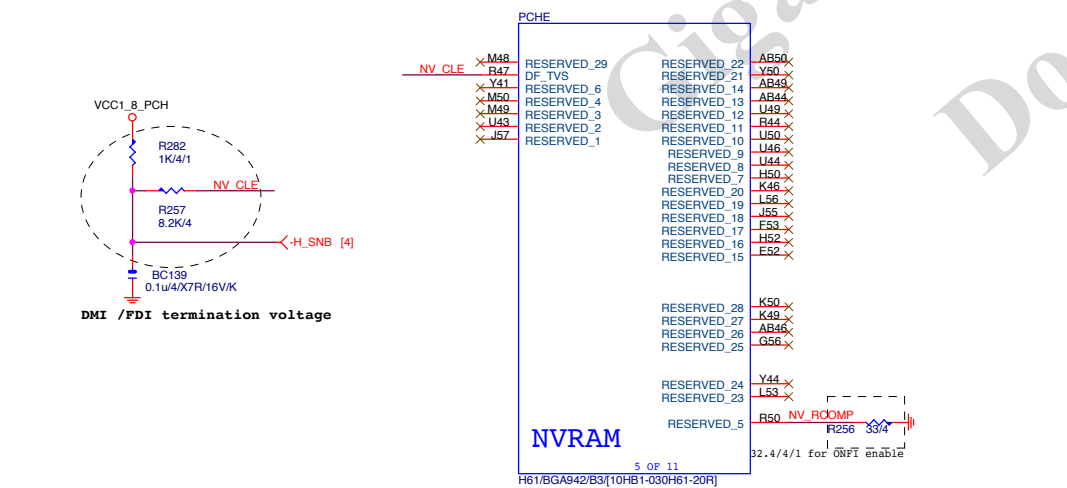 PCHE
M48 RESERVED_29
NV_CLE R47 DF_TVS
Y41 RESERVED_6
M50 RESERVED_4
M49 RESERVED_3
U43 RESERVED_2
J57 RESERVED_1
RESERVED_22 AB50
RESERVED_21 Y50
RESERVED_14 AB49
RESERVED_13 AB44
RESERVED_12 U49
RESERVED_11 R44
RESERVED_10 U50
RESERVED_9 U46
RESERVED_8 U44
RESERVED_7 H50
RESERVED_20 K46
RESERVED_19 L56
RESERVED_18 J55
RESERVED_17 F53
RESERVED_16 H52
RESERVED_15 E52
RESERVED_28 K50
RESERVED_27 K49
RESERVED_26 AB46
RESERVED_25 G56
RESERVED_24 Y44
RESERVED_23 L53
RESERVED_5 R50 NV_RCOMP
R256 33/4
32.4/4/1 for ONFI enable
NVRAM
5 OF 11
H61/BGA942/B3/[10HB1-030H61-20R]
VCC1_8_PCH
R282
1K/4/1
NV_CLE
R257
8.2K/4
-H_SNB [4]
BC139
0.1u/4/X7R/16V/K
DMI /FDI termination voltage
Ciga
Do